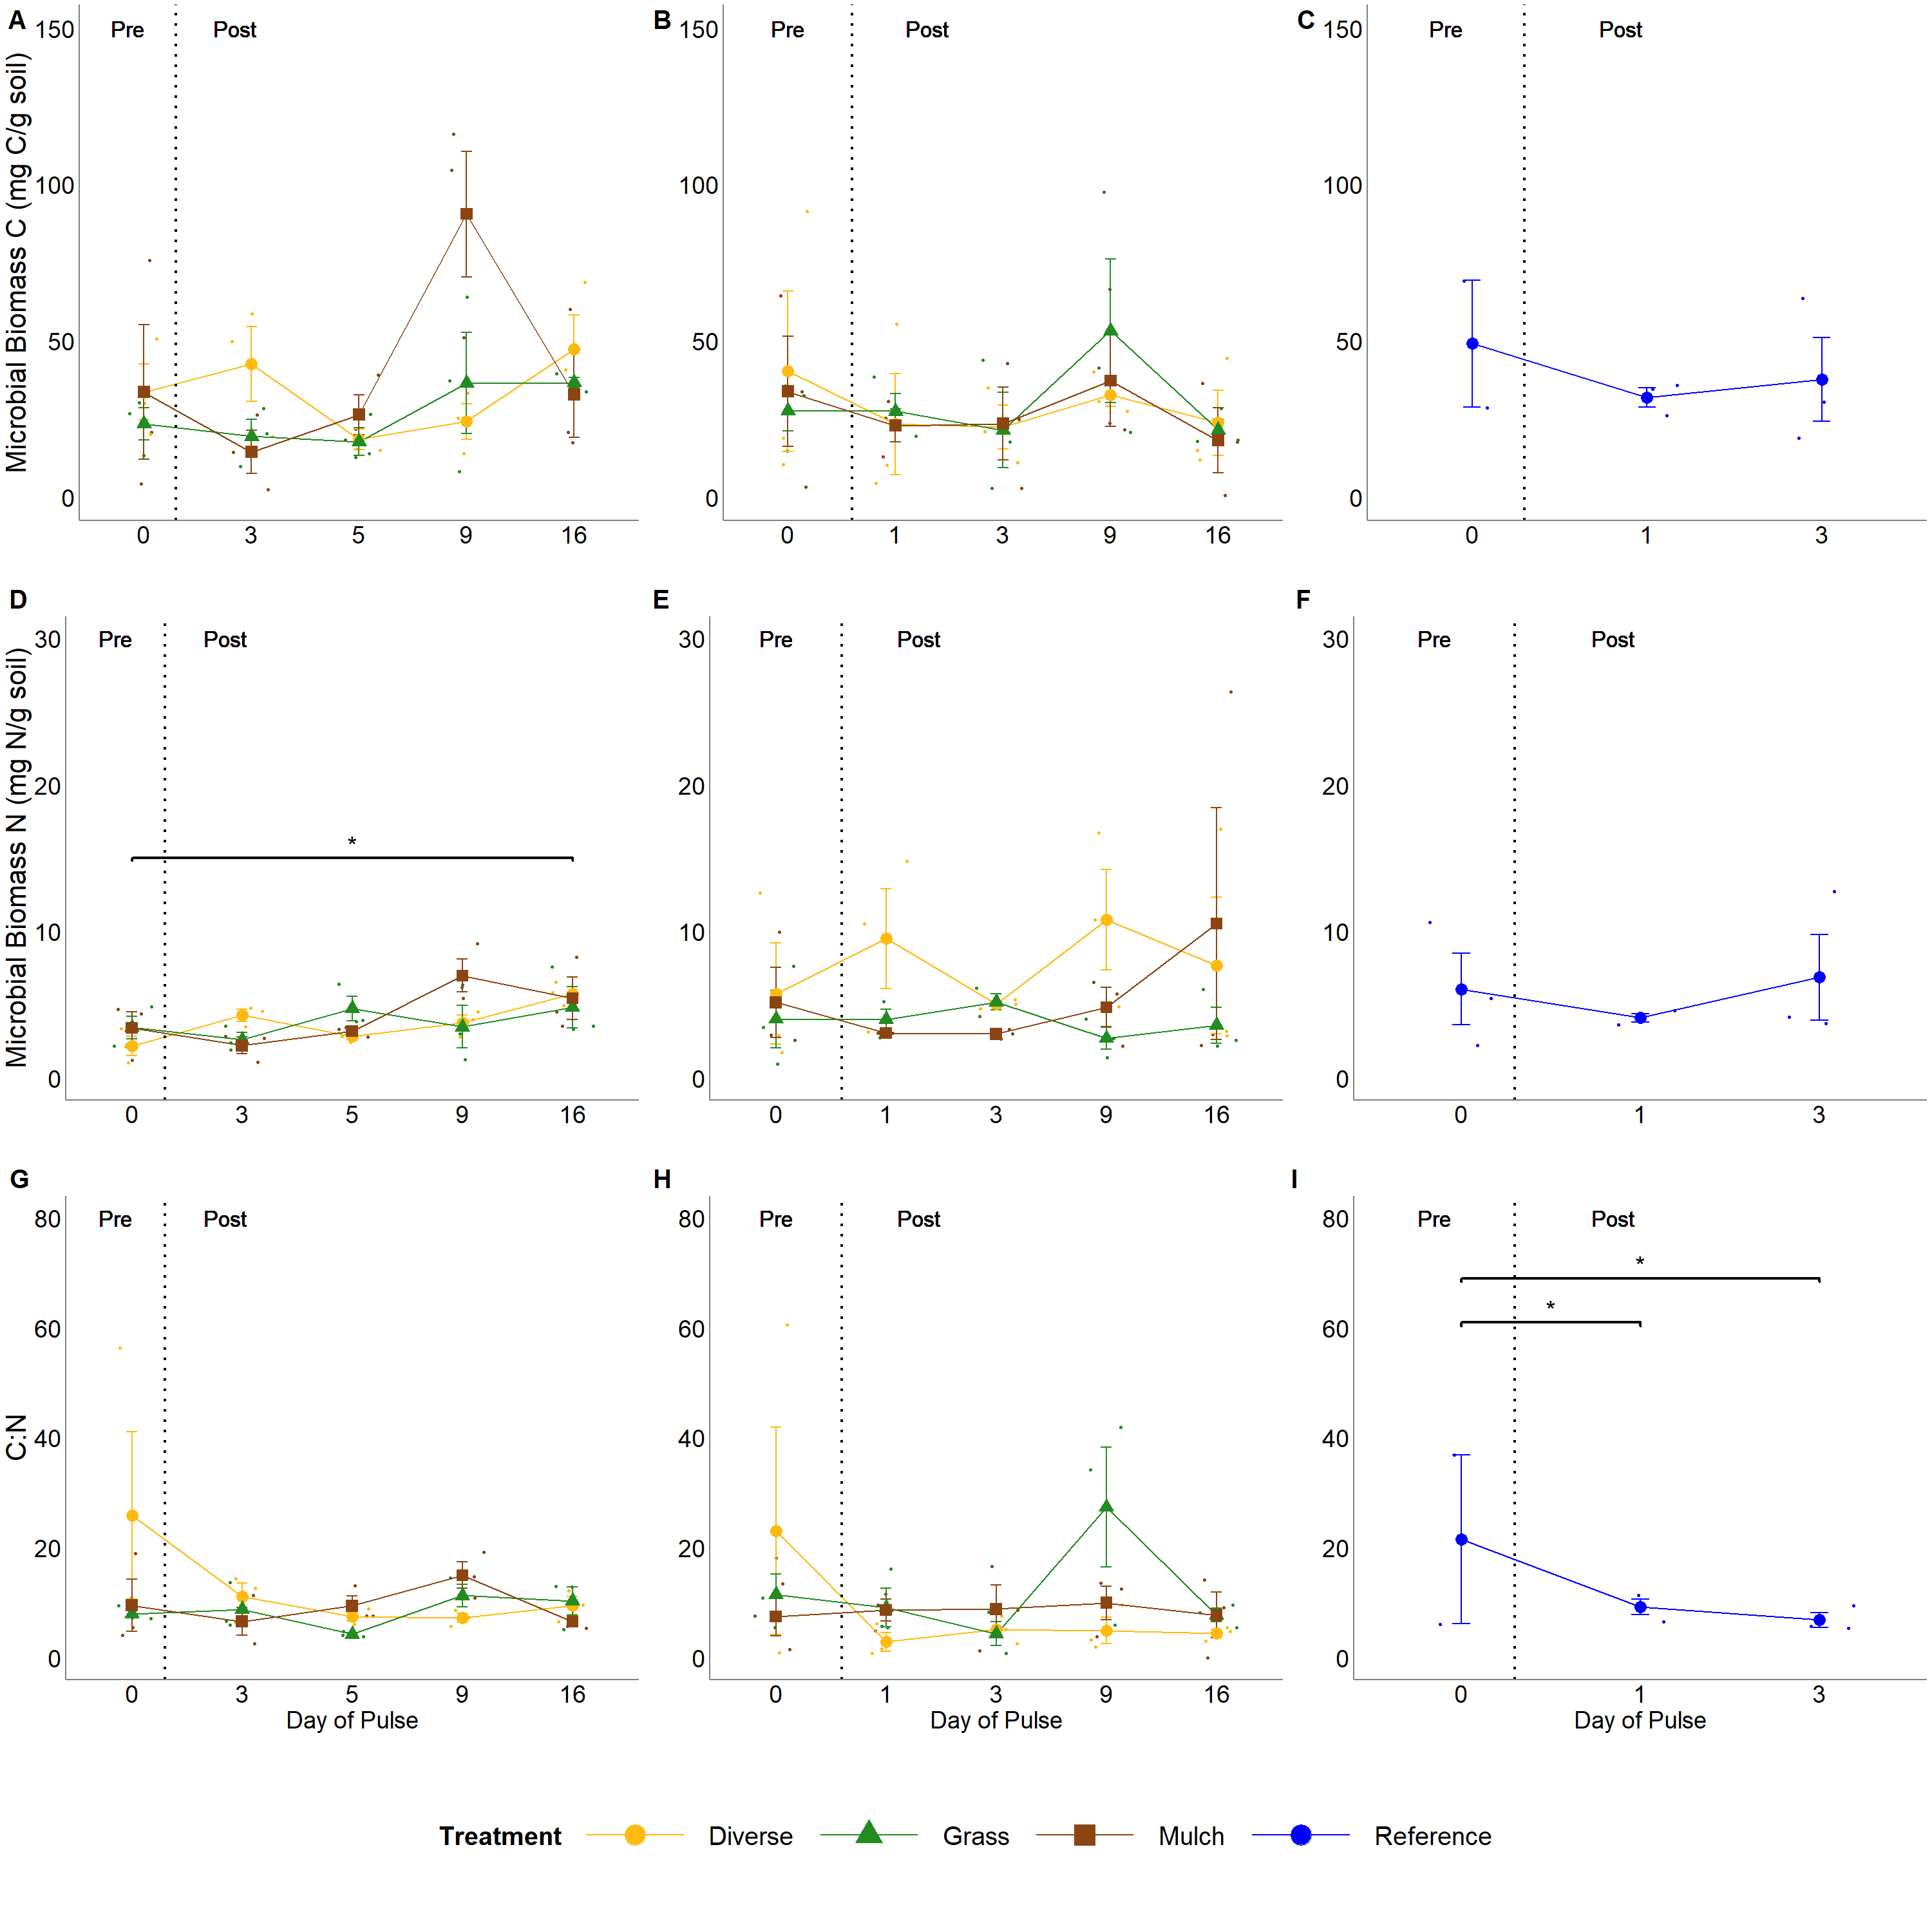 A
B
C
Microbial Biomass C (mg C/g soil)
150
100
50
0
Pre
Post
0 3 5 9 16
150
100
50
0
Pre
Post
0 1 3 9 16
150
100
50
0
Pre
Post
0 1 3
D
E
F
Microbial Biomass N (mg N/g soil)
30
20
10
0
Pre
Post
*
0 3 5 9 16
30
20
10
0
Pre
Post
0 1 3 9 16
30
20
10
0
Pre
Post
0 1 3
G
H
I
C:N
80
60
40
20
0
Pre
Post
0 3 5 9 16
Day of Pulse
80
60
40
20
0
Pre
Post
0 1 3 9 16
Day of Pulse
80
60
40
20
0
Pre
Post
*
*
0 1 3
Day of Pulse
Treatment Diverse Grass Mulch Reference